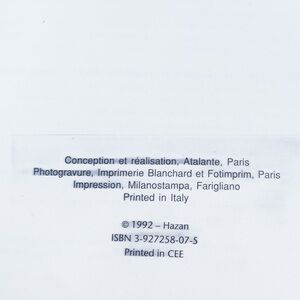 Conception et réalisation, Atalante, Paris
Photogravure, Imprimerie Blanchard et Fotimprim, Paris
Impression, Milanostampa, Farigliano
Printed in Italy
© 1992 – Hazan
ISBN 3-927258-07-5
Printed in CEE